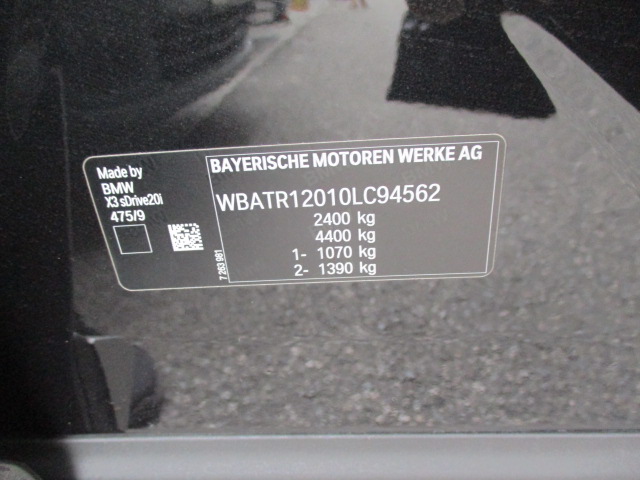 Made by
BMW
X3 sDrive20i
475/9
7 263 981
BAYERISCHE MOTOREN WERKE AG
WBATR12010LC94562
2400 kg
4400 kg
1- 1070 kg
2- 1390 kg